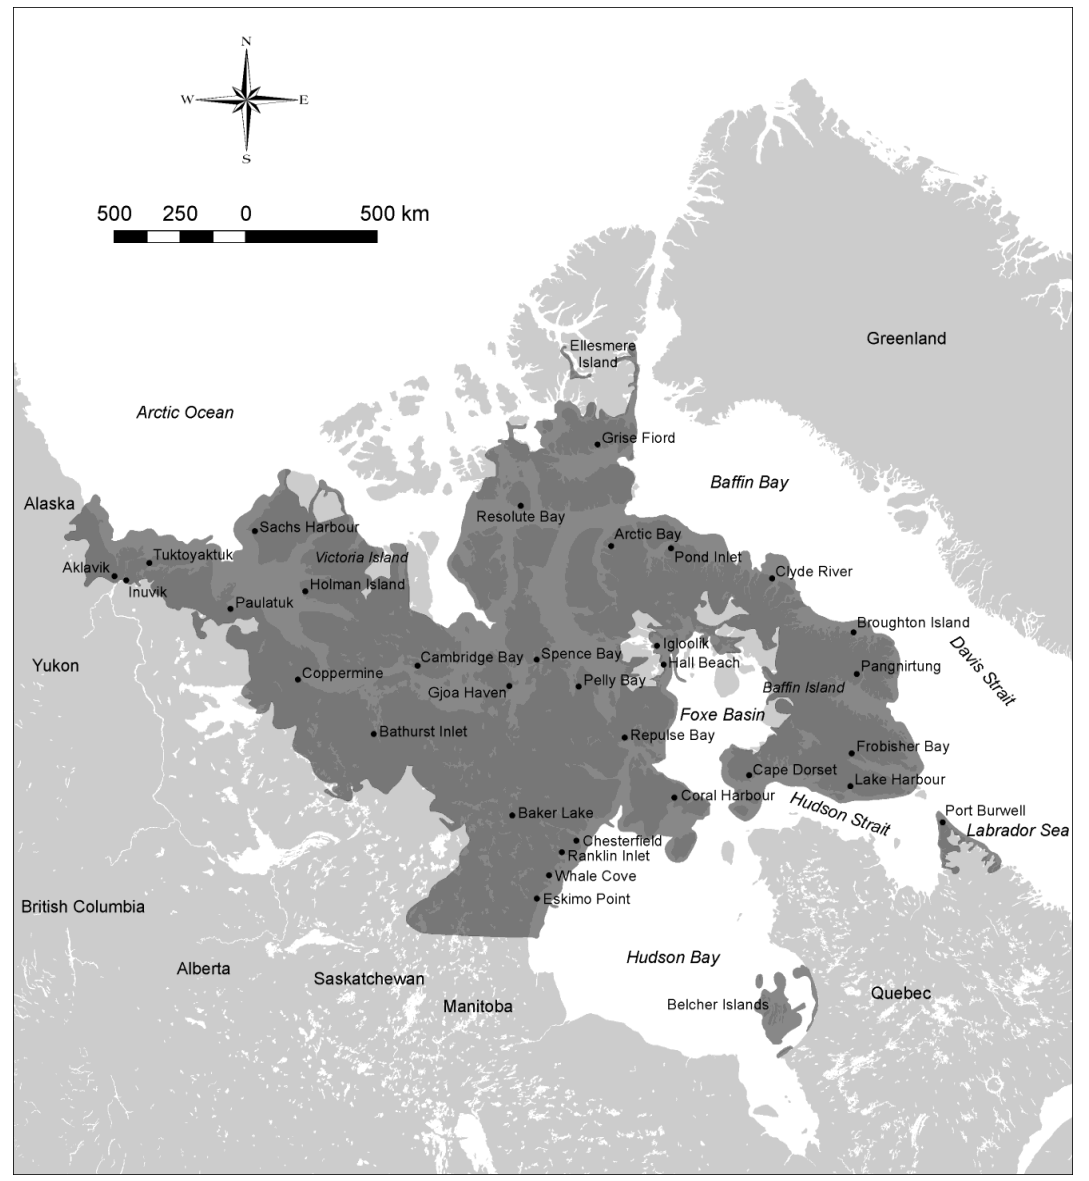 N
W E
S
500 250 0 500 km
Greenland
Ellesmere
Island
Arctic Ocean
Grise Fiord
Baffin Bay
Alaska
Resolute Bay
Sachs Harbour
Arctic Bay
Tuktoyaktuk
Victoria Island
Pond Inlet
Aklavik
Clyde River
Holman Island
Inuvik
Paulatuk
Broughton Island
Igloolik
Spence Bay
Cambridge Bay
Hall Beach
Yukon
Pangnirtung
Davis Strait
Coppermine
Pelly Bay
Baffin Island
Gjoa Haven
Foxe Basin
Bathurst Inlet
Repulse Bay
Frobisher Bay
Cape Dorset
Lake Harbour
Coral Harbour
Hudson Strait
Port Burwell
Baker Lake
Labrador Sea
Chesterfield
Ranklin Inlet
Whale Cove
Eskimo Point
British Columbia
Hudson Bay
Alberta
Saskatchewan
Quebec
Manitoba
Belcher Islands